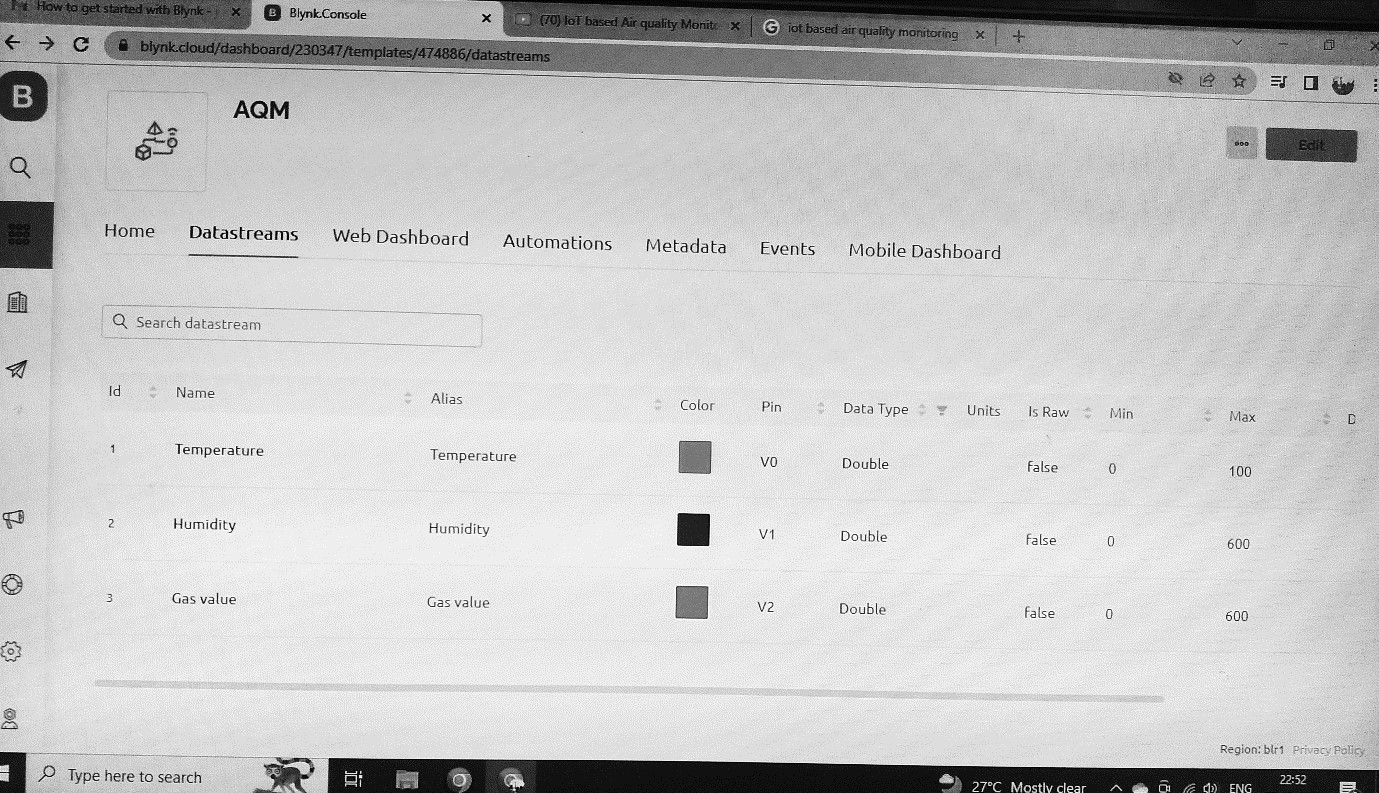 How to get started with Blynk -
Blynk.Console
(70) IoT based Air quality Monito
iot based air quality monitoring
blynk.cloud/dashboard/230347/templates/474886/datastreams
B
AQM
Edit
Home Datastreams Web Dashboard Automations Metadata Events Mobile Dashboard
Search datastream
Id Name Alias Color Pin Data Type Units Is Raw Min Max D
1 Temperature Temperature V0 Double false 0 100
2 Humidity Humidity V1 Double false 0 600
3 Gas value Gas value V2 Double false 0 600
Region: blr1 Privacy Policy
Type here to search
27°C Mostly clear
ENG
22:52